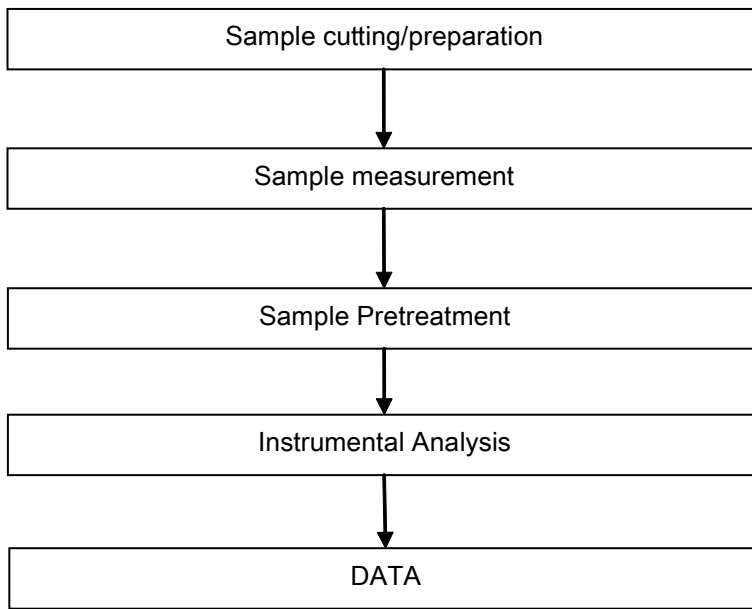 Sample cutting/preparation
Sample measurement
Sample Pretreatment
Instrumental Analysis
DATA